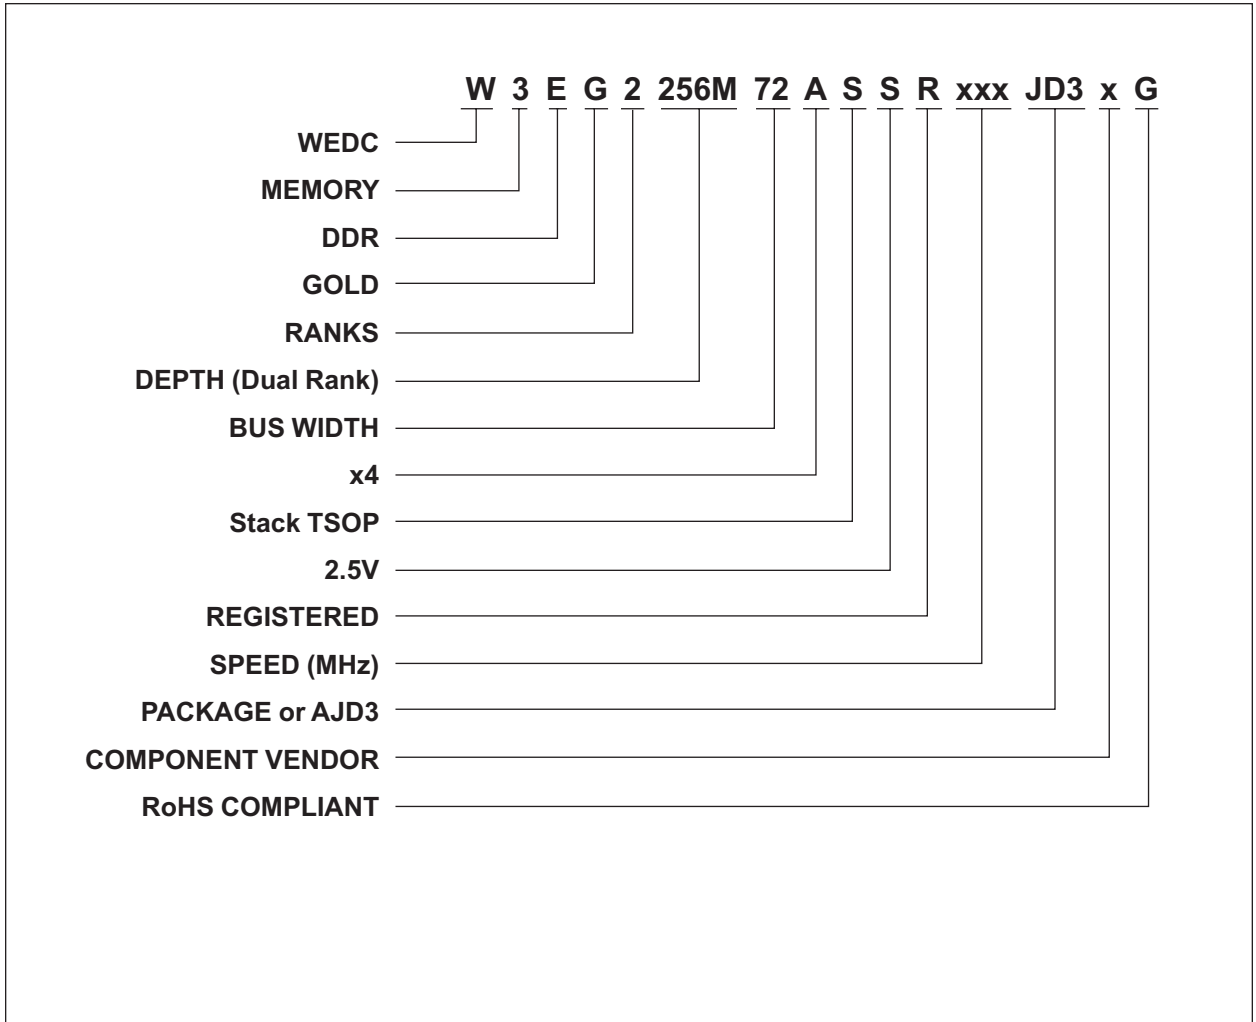 W 3 E G 2 256M 72 A S S R xxx JD3 x G
WEDC
MEMORY
DDR
GOLD
RANKS
DEPTH (Dual Rank)
BUS WIDTH
x4
Stack TSOP
2.5V
REGISTERED
SPEED (MHz)
PACKAGE or AJD3
COMPONENT VENDOR
RoHS COMPLIANT